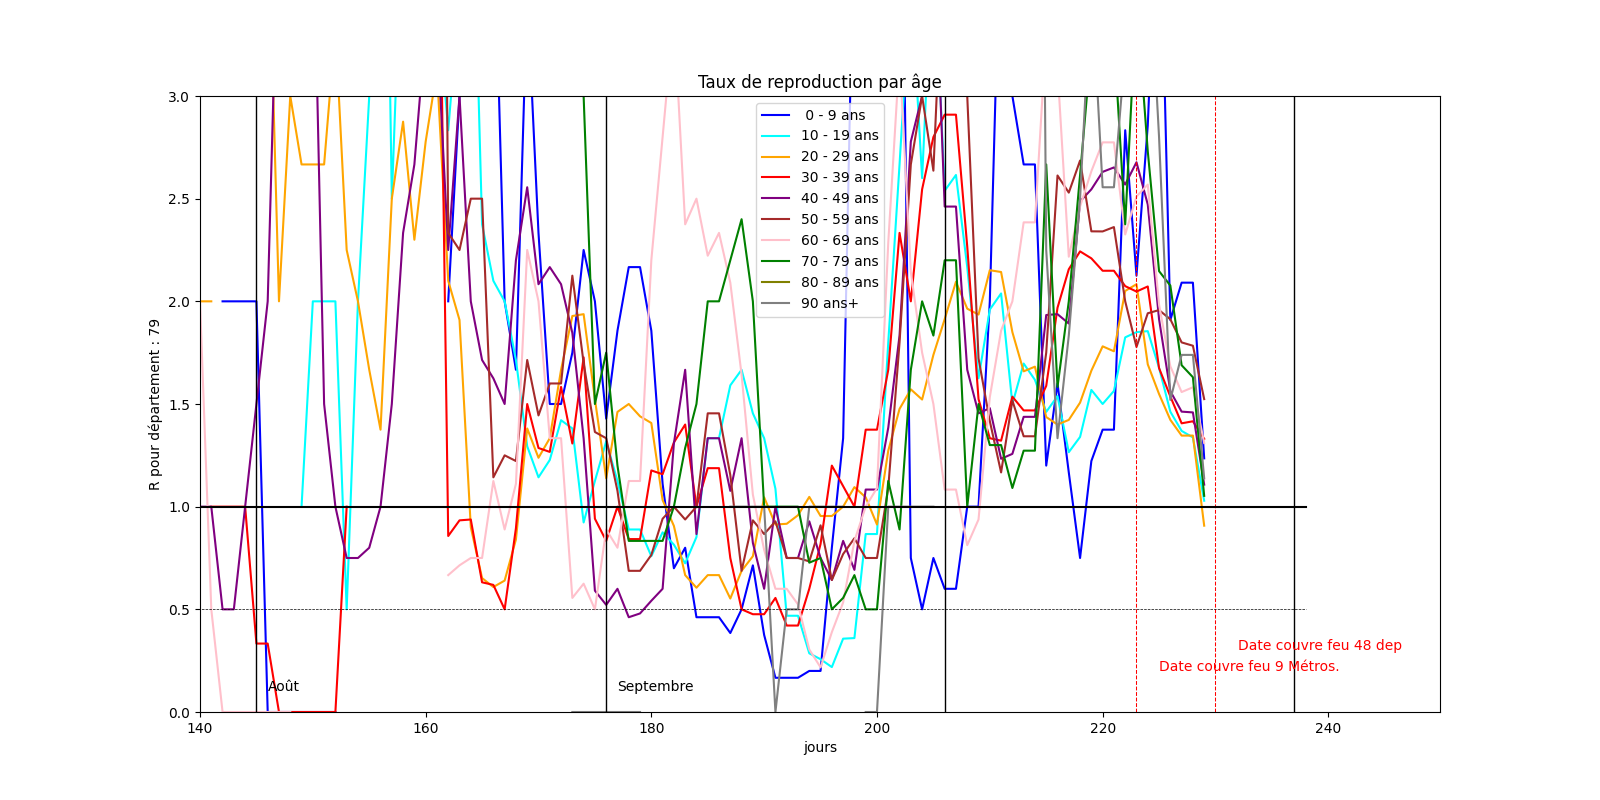 Taux de reproduction par âge
R pour département : 79
3.0
2.5
2.0
1.5
1.0
0.5
0.0
0 - 9 ans
10 - 19 ans
20 - 29 ans
30 - 39 ans
40 - 49 ans
50 - 59 ans
60 - 69 ans
70 - 79 ans
80 - 89 ans
90 ans+
Date couvre feu 48 dep
Date couvre feu 9 Métros.
Août
Septembre
140
160
180
200
220
240
jours